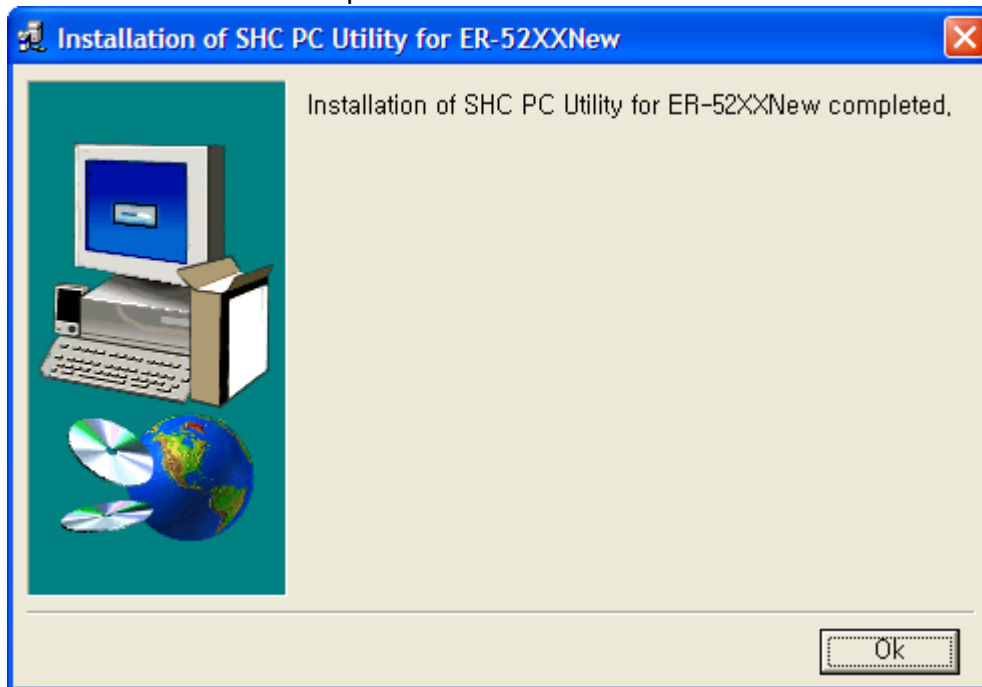 Installation of SHC PC Utility for ER-52XXNew
Installation of SHC PC Utility for ER-52XXNew completed,
Ok